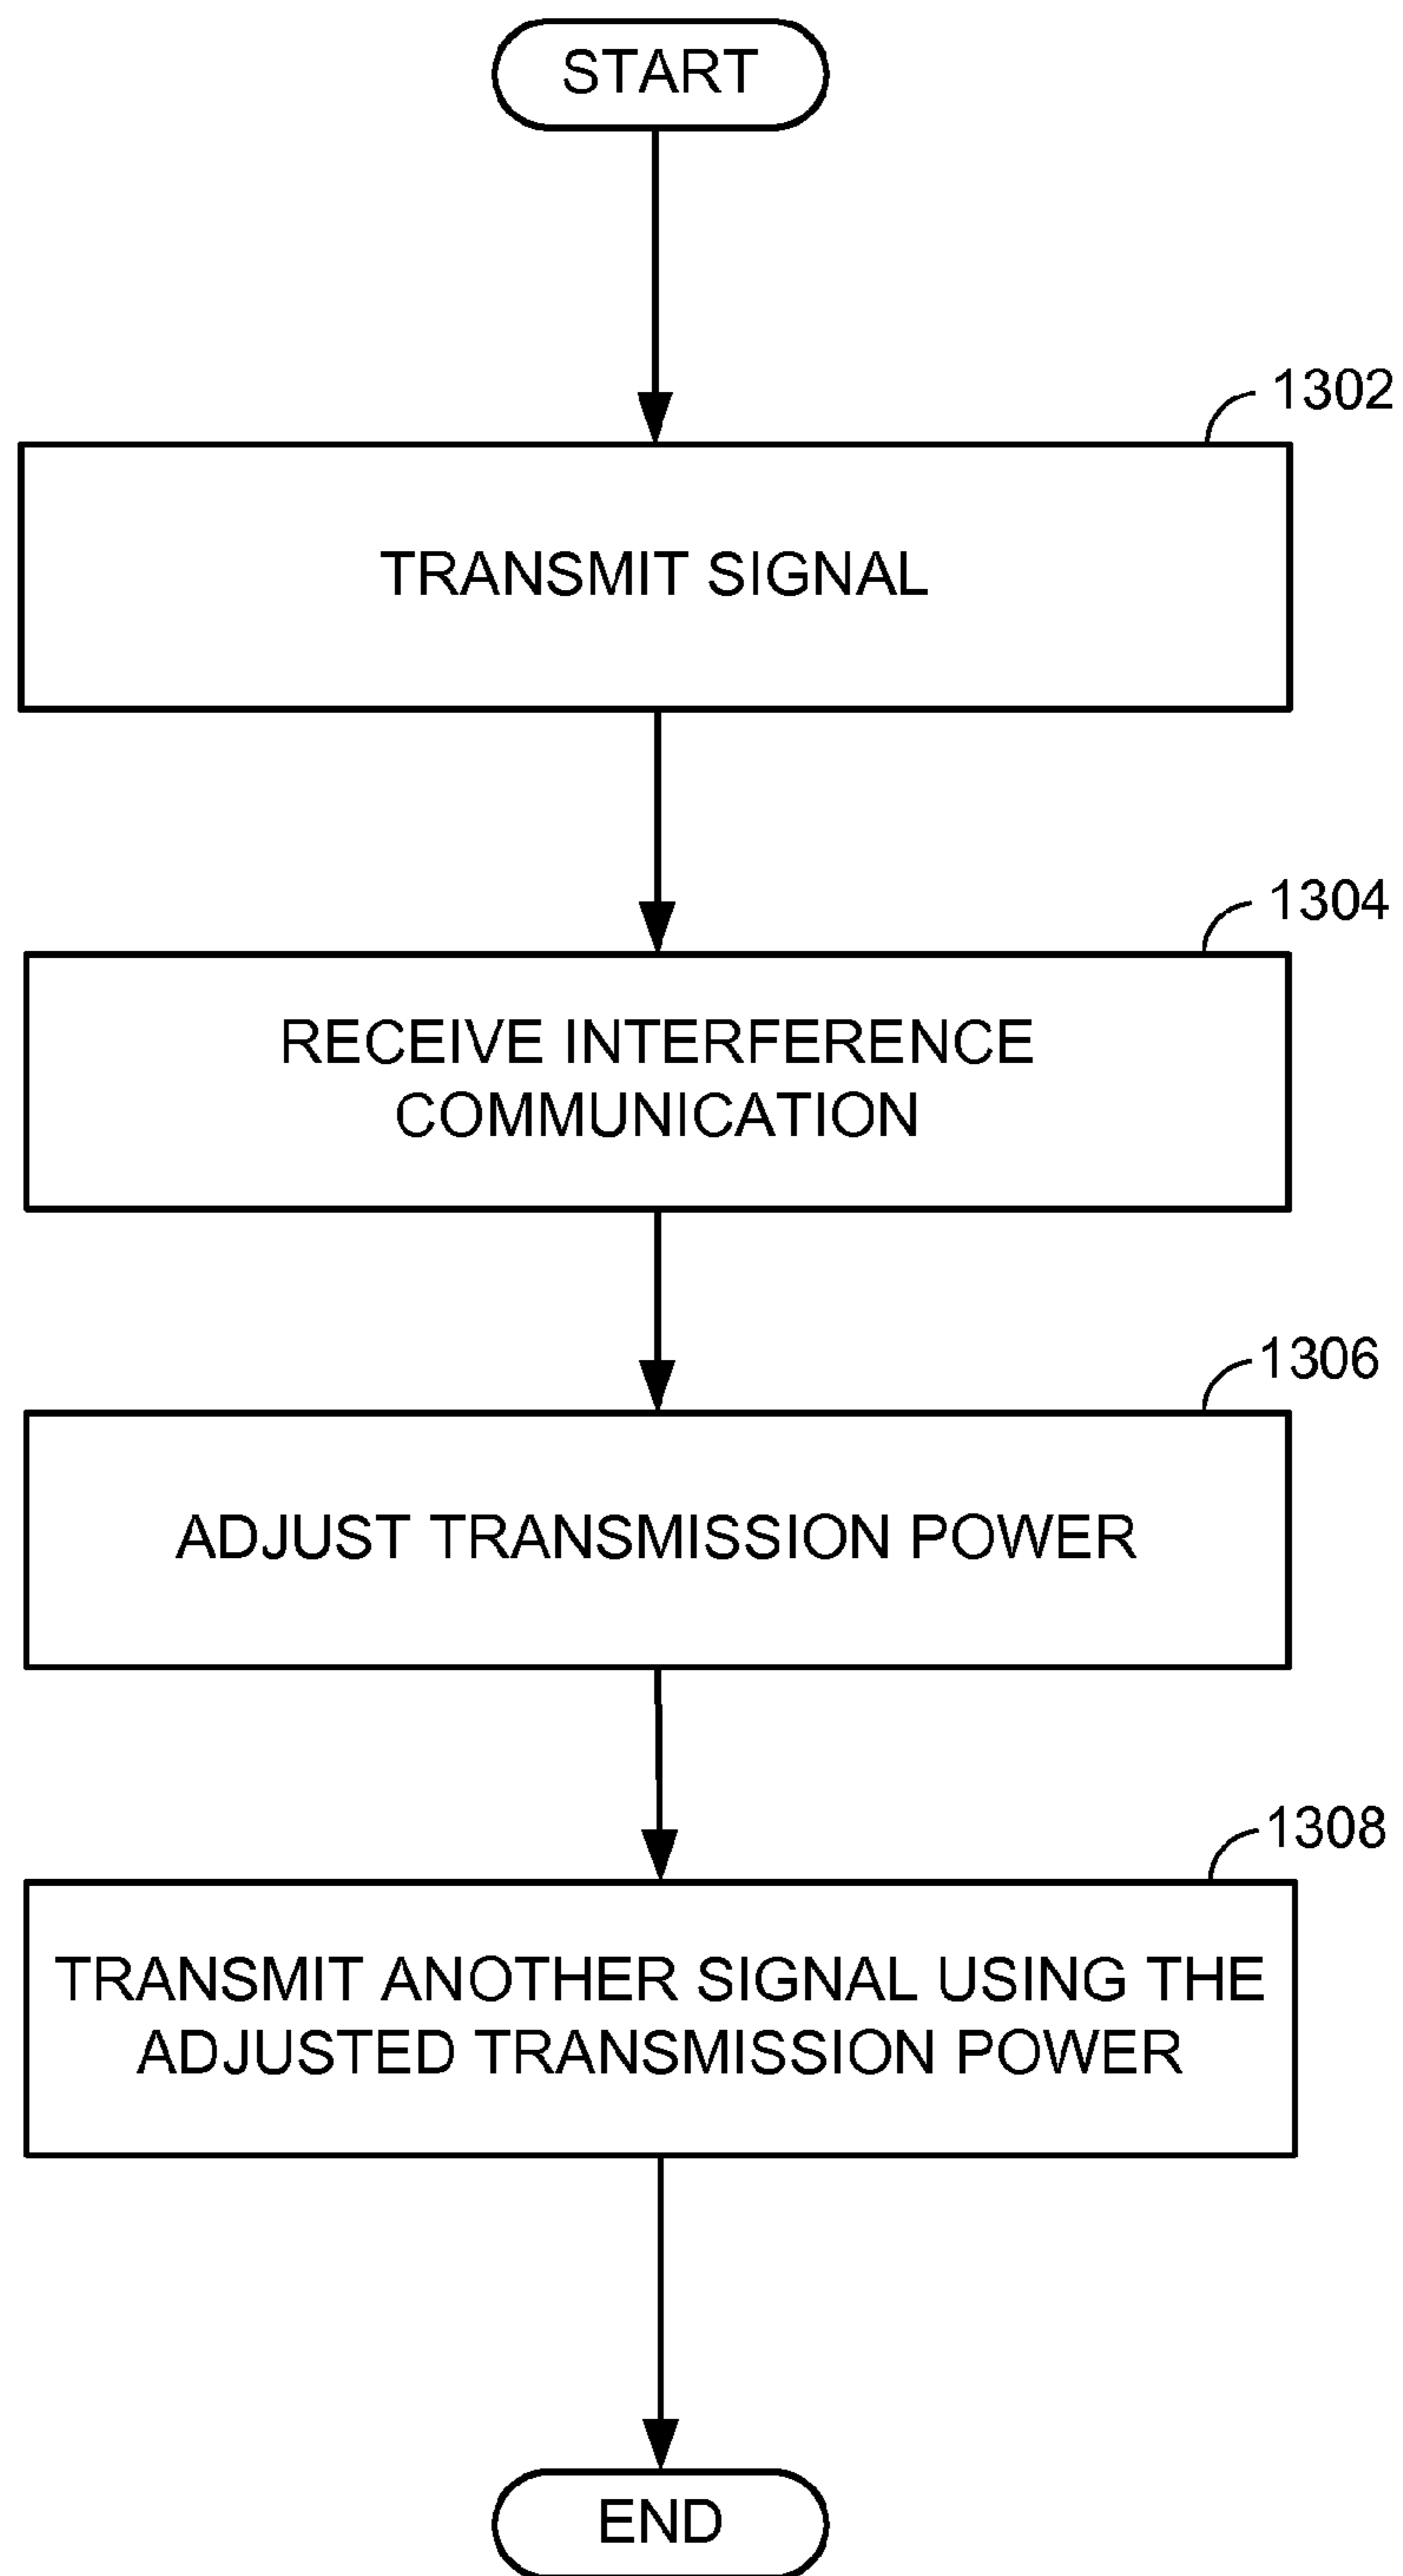 START
1302
TRANSMIT SIGNAL
1304
RECEIVE INTERFERENCE
COMMUNICATION
1306
ADJUST TRANSMISSION POWER
1308
TRANSMIT ANOTHER SIGNAL USING THE
ADJUSTED TRANSMISSION POWER
END